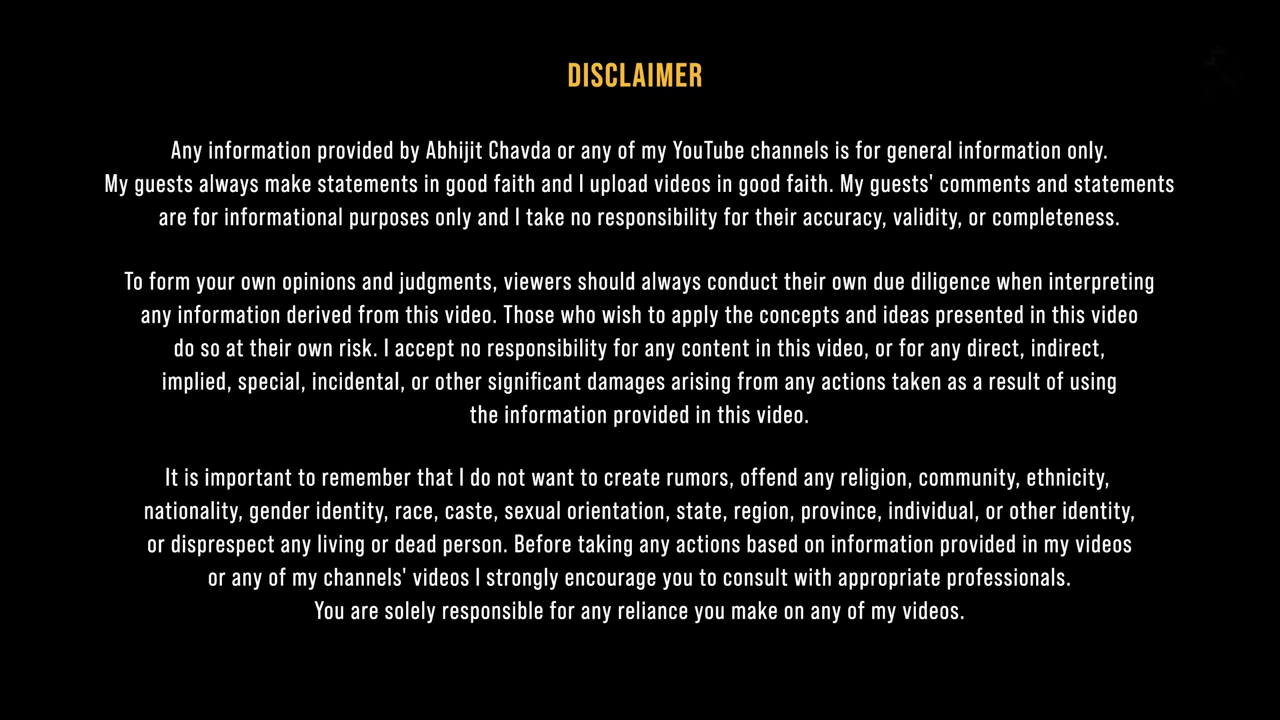 DISCLAIMER
Any information provided by Abhijit Chavda or any of my YouTube channels is for general information only.
My guests always make statements in good faith and I upload videos in good faith. My guests' comments and statements
are for informational purposes only and I take no responsibility for their accuracy, validity, or completeness.
To form your own opinions and judgments, viewers should always conduct their own due diligence when interpreting
any information derived from this video. Those who wish to apply the concepts and ideas presented in this video
do so at their own risk. I accept no responsibility for any content in this video, or for any direct, indirect,
implied, special, incidental, or other significant damages arising from any actions taken as a result of using
the information provided in this video.
It is important to remember that I do not want to create rumors, offend any religion, community, ethnicity,
nationality, gender identity, race, caste, sexual orientation, state, region, province, individual, or other identity,
or disprespect any living or dead person. Before taking any actions based on information provided in my videos
or any of my channels' videos I strongly encourage you to consult with appropriate professionals.
You are solely responsible for any reliance you make on any of my videos.